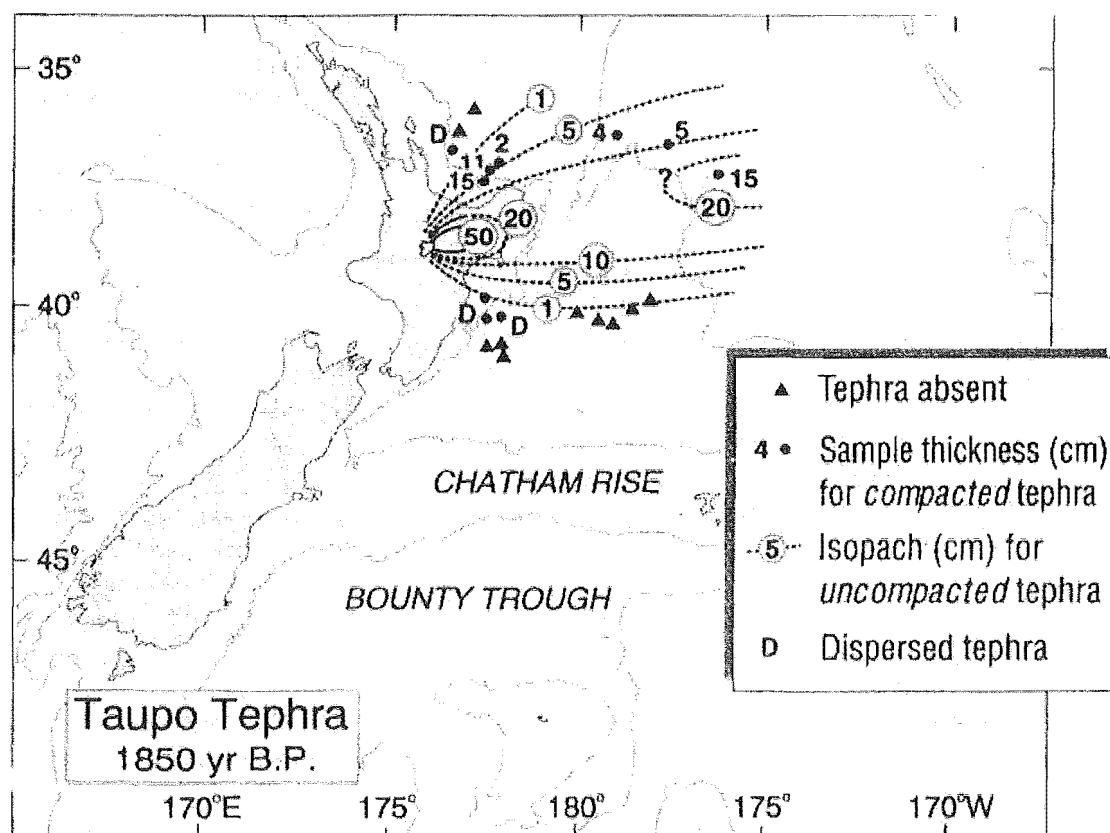 35°
1
D
5
4
5
2
11
15
?
15
20
20
50
10
5
40°
1
D
D
Tephra absent
4 Sample thickness (cm)
for compacted tephra
CHATHAM RISE
45°
5 Isopach (cm) for
uncompacted tephra
BOUNTY TROUGH
D Dispersed tephra
Taupo Tephra
1850 yr B.P.
170°E 175° 180° 175° 170°W